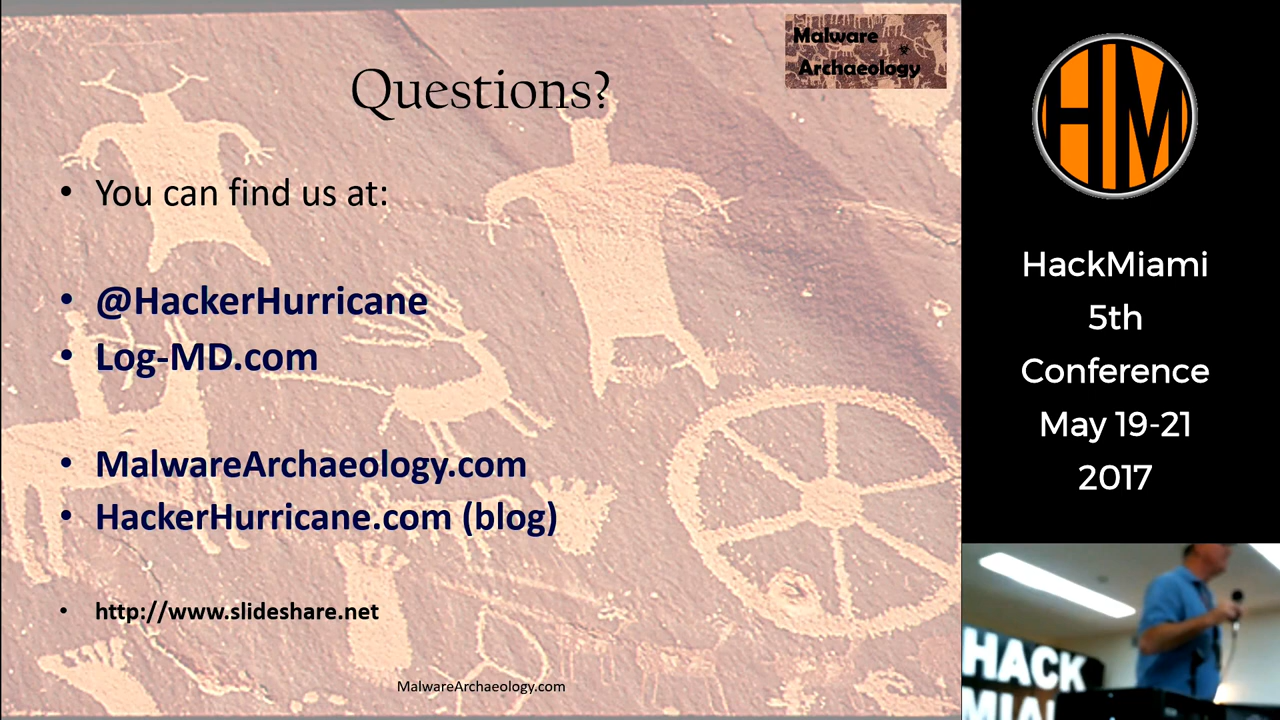 Malware
Archaeology
Questions?
• You can find us at:
• @HackerHurricane
• Log-MD.com
• MalwareArchaeology.com
• HackerHurricane.com (blog)
• http://www.slideshare.net
MalwareArchaeology.com
HM
HackMiami
5th
Conference
May 19-21
2017
HACK
MIAI